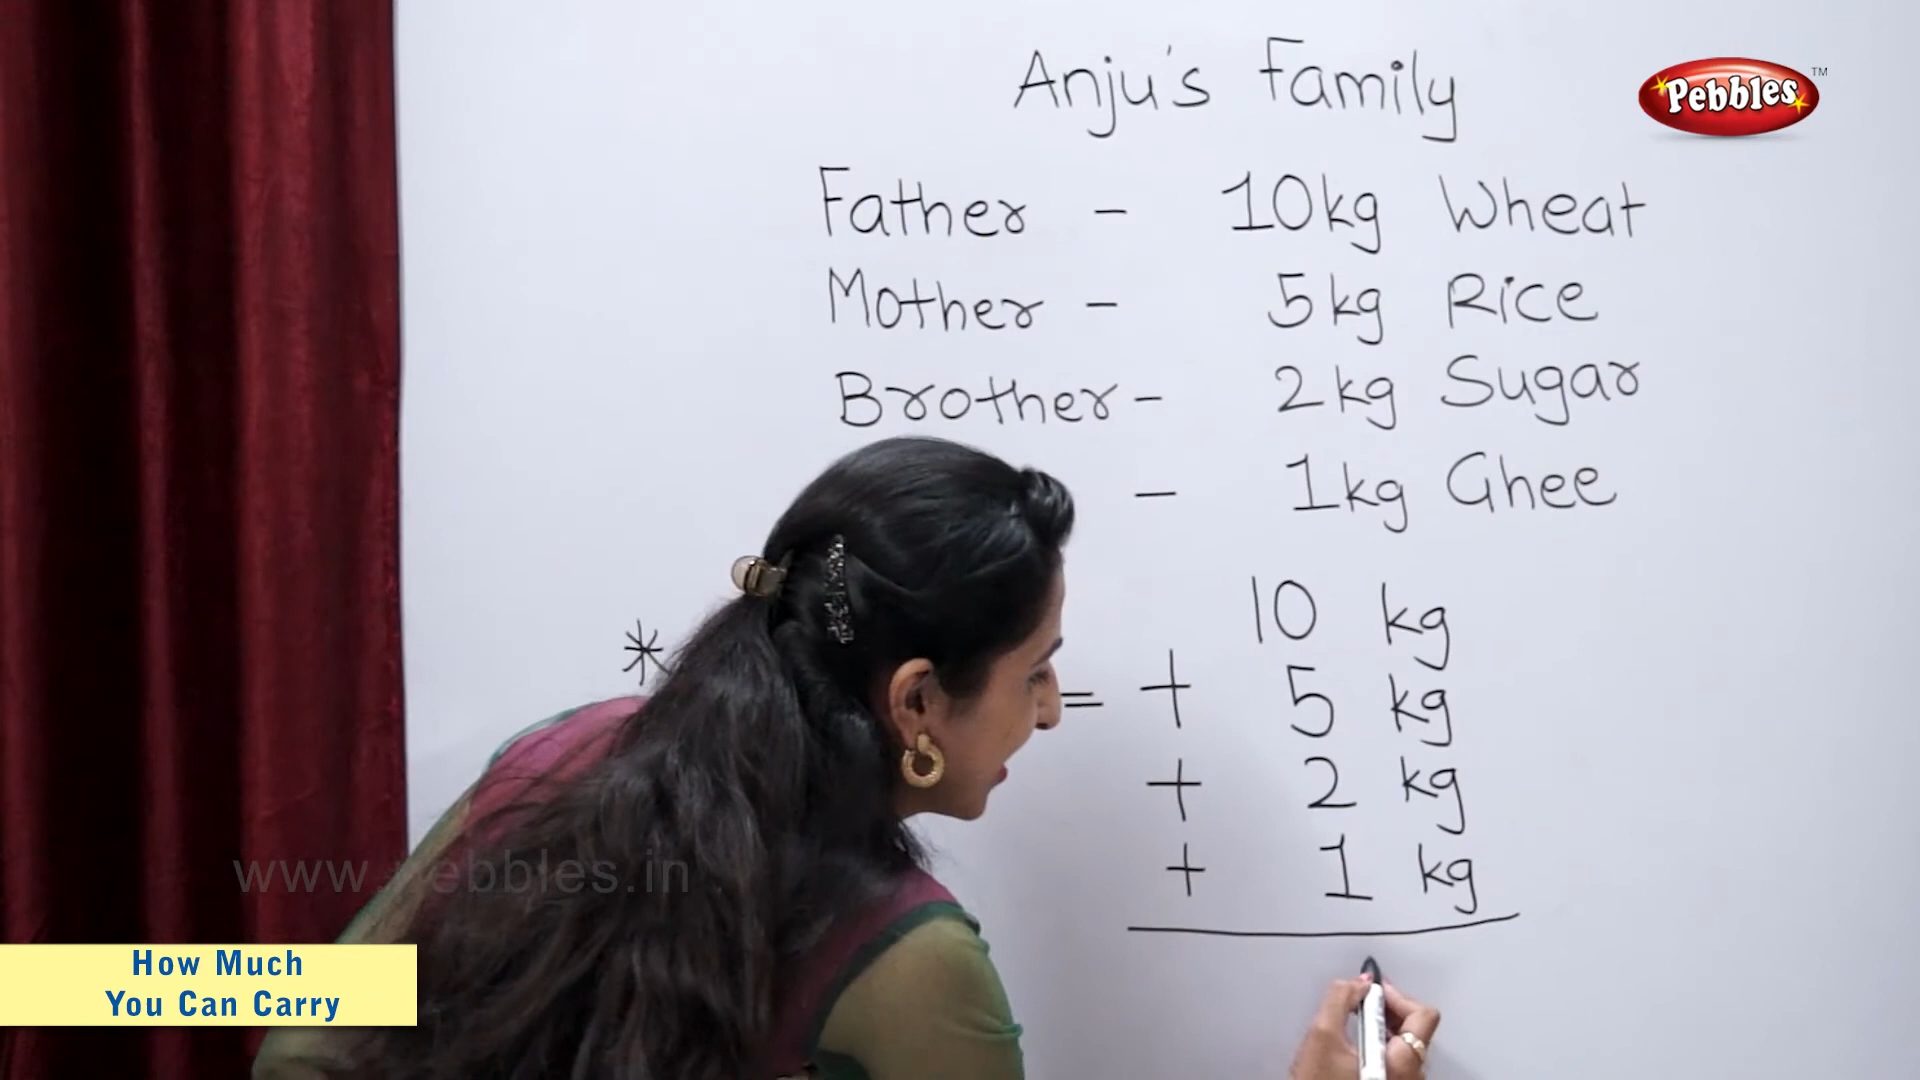 Anju's Family
Pebbles TM
Father - 10kg Wheat
Mother - 5kg Rice
Brother - 2kg Sugar
- 1kg Ghee
10 kg
* = + 5 kg
+ 2 kg
+ 1 kg
www.pebbles.in
How Much
You Can Carry